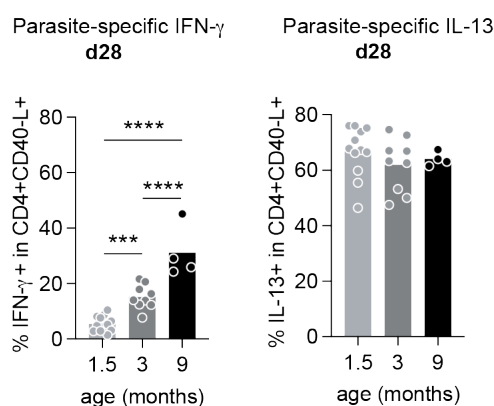 Parasite-specific IFN-γ
d28
% IFN-γ+ in CD4+CD40-L+
80
60
40
20
0
****
****
***
1.5 3 9
age (months)
Parasite-specific IL-13
d28
% IL-13+ in CD4+CD40-L+
80
60
40
20
0
1.5 3 9
age (months)